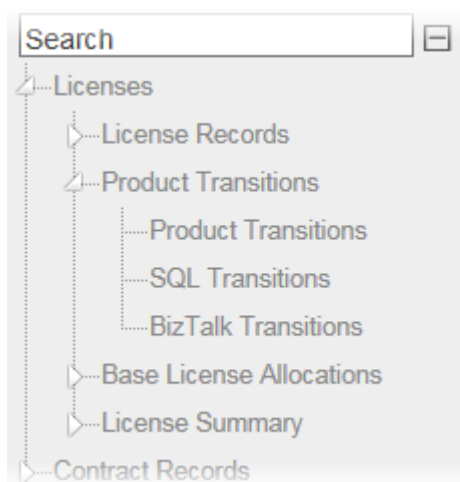 Search
Licenses
License Records
Product Transitions
Product Transitions
SQL Transitions
BizTalk Transitions
Base License Allocations
License Summary
Contract Records